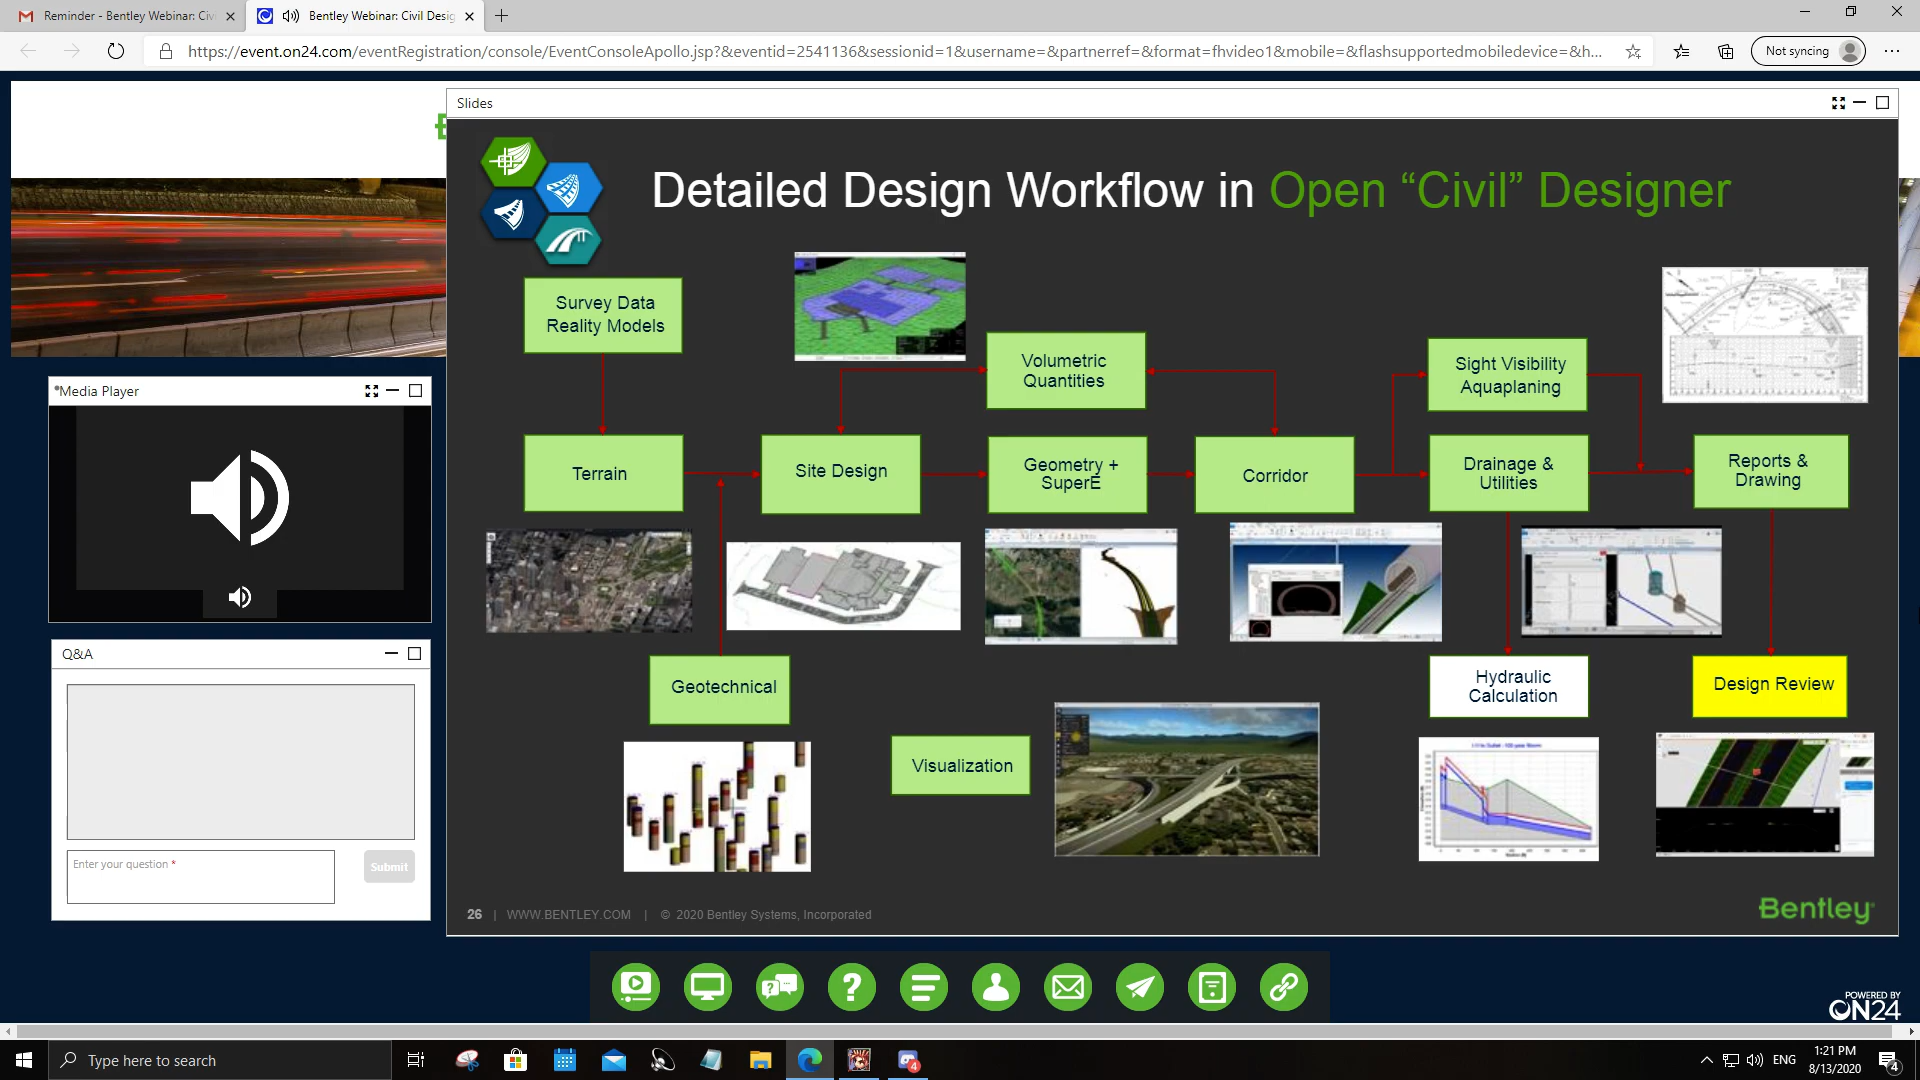 Reminder - Bentley Webinar: Civ
Bentley Webinar: Civil Desig
https://event.on24.com/eventRegistration/console/EventConsoleApollo.jsp?&eventid=2541136&sessionid=1&username=&partnerref=&format=fhvideo1&mobile=&flashsupportedmobiledevice=&h...
Not syncing
Slides
Detailed Design Workflow in Open “Civil” Designer
Survey Data
Reality Models
Volumetric
Quantities
Sight Visibility
Aquaplaning
*Media Player
Terrain
Site Design
Geometry +
SuperE
Corridor
Drainage &
Utilities
Reports &
Drawing
Q&A
Geotechnical
Hydraulic
Calculation
Design Review
Visualization
Enter your question *
Submit
26 | WWW.BENTLEY.COM | © 2020 Bentley Systems, Incorporated
Bentley
POWERED BY
ON24
Type here to search
4
ENG
1:21 PM
8/13/2020
4